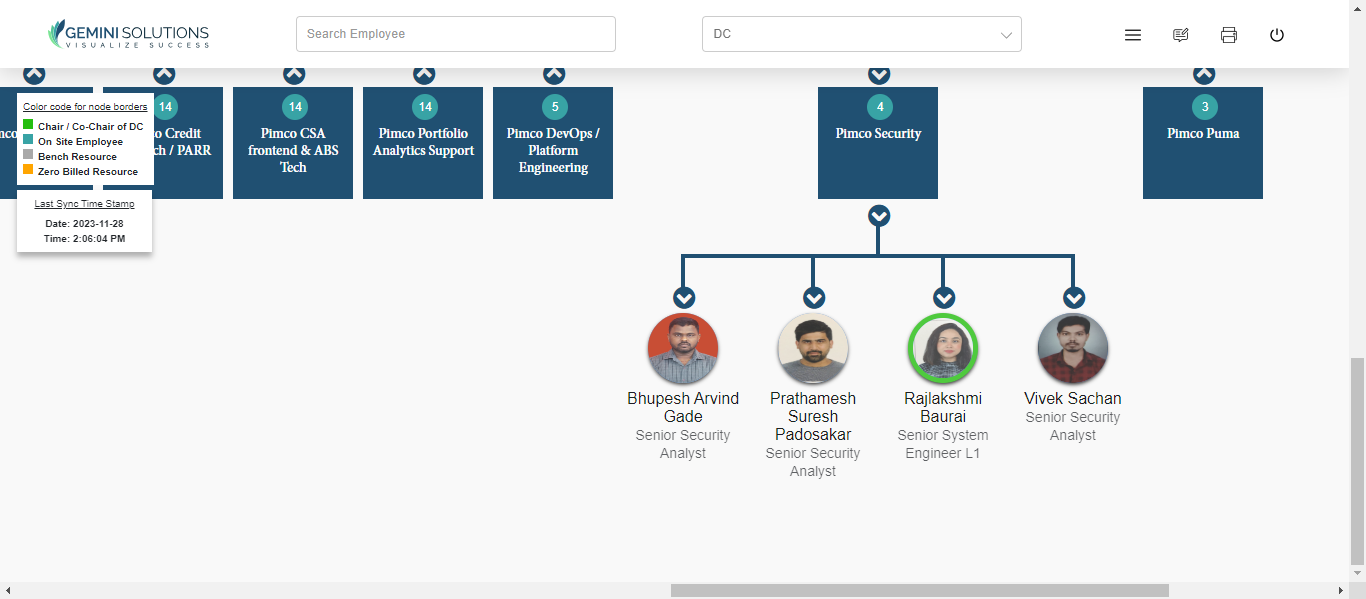 GEMINI SOLUTIONS
VISUALIZE SUCCESS
Search Employee
DC
Color code for node borders
Chair / Co-Chair of DC
On Site Employee
Bench Resource
Zero Billed Resource
Last Sync Time Stamp
Date: 2023-11-28
Time: 2:06:04 PM
14
Credit
/ PARR
14
Pimco CSA
frontend & ABS
Tech
14
Pimco Portfolio
Analytics Support
5
Pimco DevOps /
Platform
Engineering
4
Pimco Security
3
Pimco Puma
Bhupesh Arvind
Gade
Senior Security
Analyst
Prathamesh
Suresh
Padosakar
Senior Security
Analyst
Rajlakshmi
Baurai
Senior System
Engineer L1
Vivek Sachan
Senior Security
Analyst